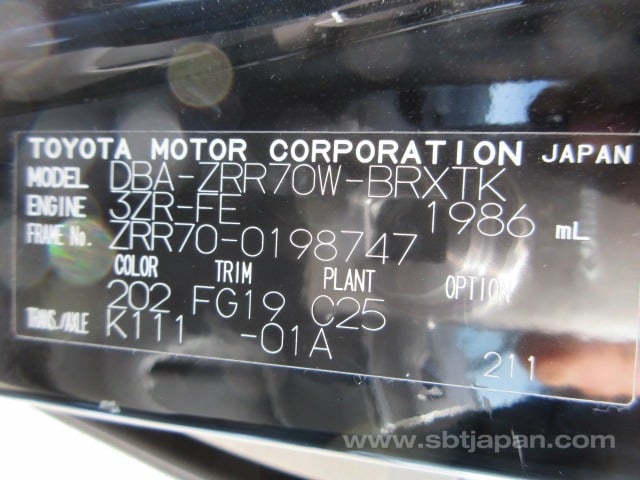 TOYOTA MOTOR CORPORATION JAPAN
MODEL DBA-ZRR70W-BRXTK
ENGINE 3ZR-FE 1986 mL
FRAME No. ZRR70-0198747
COLOR TRIM PLANT OPTION
202 FG19 C25
TRANS./AXLE K111 -01A
211
www.sbtjapan.com